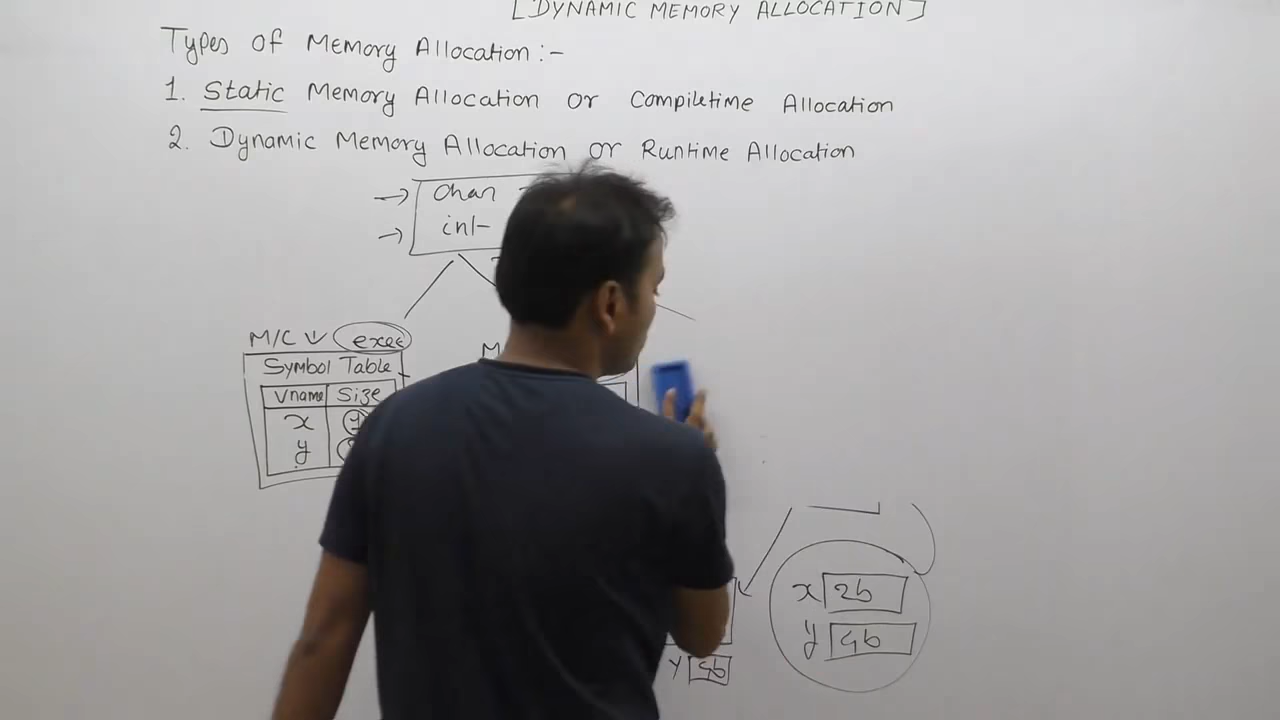 [DYNAMIC MEMORY ALLOCATION]
Types of Memory Allocation :-
1. Static Memory Allocation or Compiletime Allocation
2. Dynamic Memory Allocation or Runtime Allocation
char
int
M/C exec
M
Symbol Table
Vname Size
x
y
x 2b
y 4b
y 4b